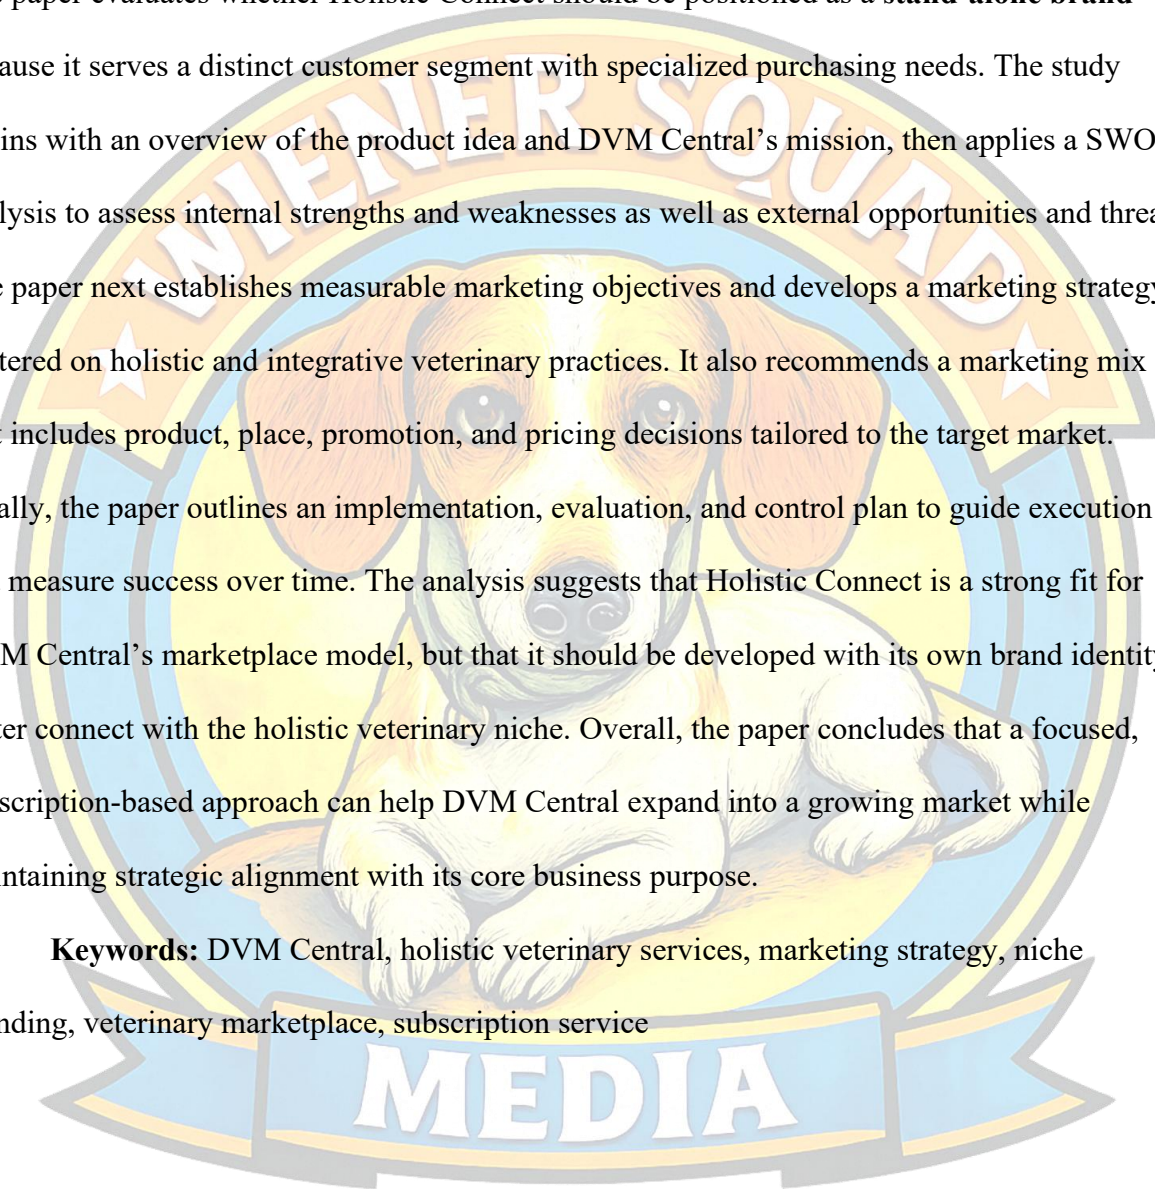 paper evaluates whether Holistic Connect should be positioned as a stand-alone brand
ause it serves a distinct customer segment with specialized purchasing needs. The study
ins with an overview of the product idea and DVM Central’s mission, then applies a SWO
lysis to assess internal strengths and weaknesses as well as external opportunities and threa
e paper next establishes measurable marketing objectives and develops a marketing strategy
tered on holistic and integrative veterinary practices. It also recommends a marketing mix
t includes product, place, promotion, and pricing decisions tailored to the target market.
ally, the paper outlines an implementation, evaluation, and control plan to guide execution
measure success over time. The analysis suggests that Holistic Connect is a strong fit for
M Central’s marketplace model, but that it should be developed with its own brand identity
ter connect with the holistic veterinary niche. Overall, the paper concludes that a focused,
scription-based approach can help DVM Central expand into a growing market while
intaining strategic alignment with its core business purpose.
Keywords: DVM Central, holistic veterinary services, marketing strategy, niche
nding, veterinary marketplace, subscription service
WIENER SQUAD
MEDIA